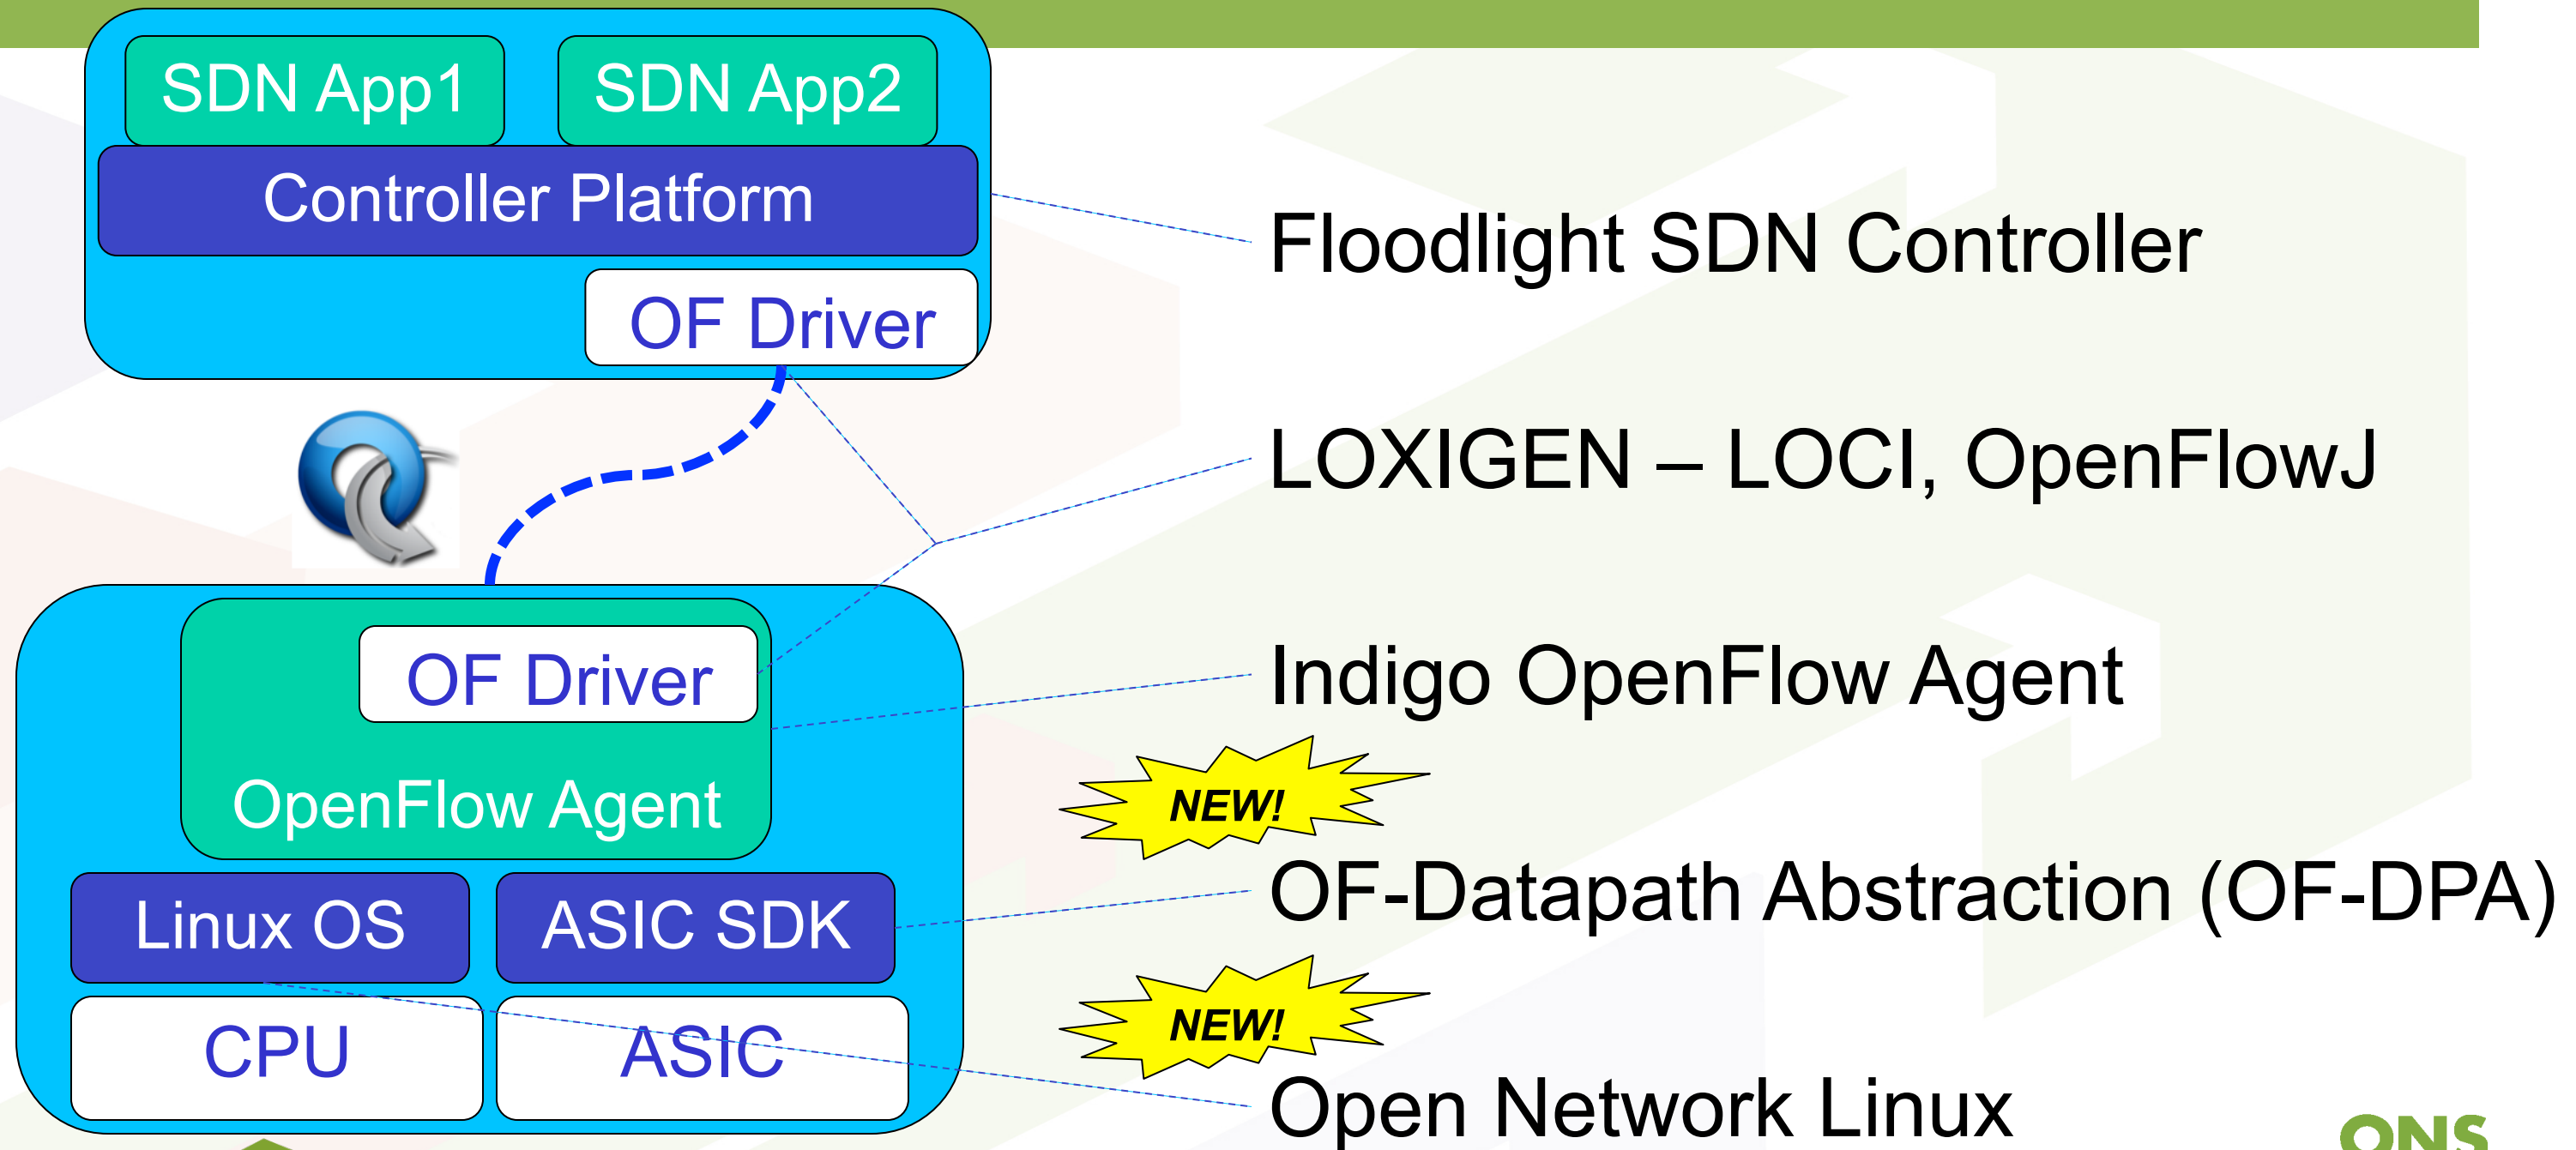 SDN App1
SDN App2
Controller Platform
OF Driver
Floodlight SDN Controller
LOXIGEN – LOCI, OpenFlowJ
OF Driver
OpenFlow Agent
Indigo OpenFlow Agent
NEW!
Linux OS
ASIC SDK
OF-Datapath Abstraction (OF-DPA)
NEW!
CPU
ASIC
Open Network Linux
ONS